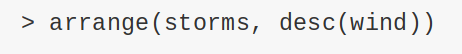 > arrange(storms, desc(wind))